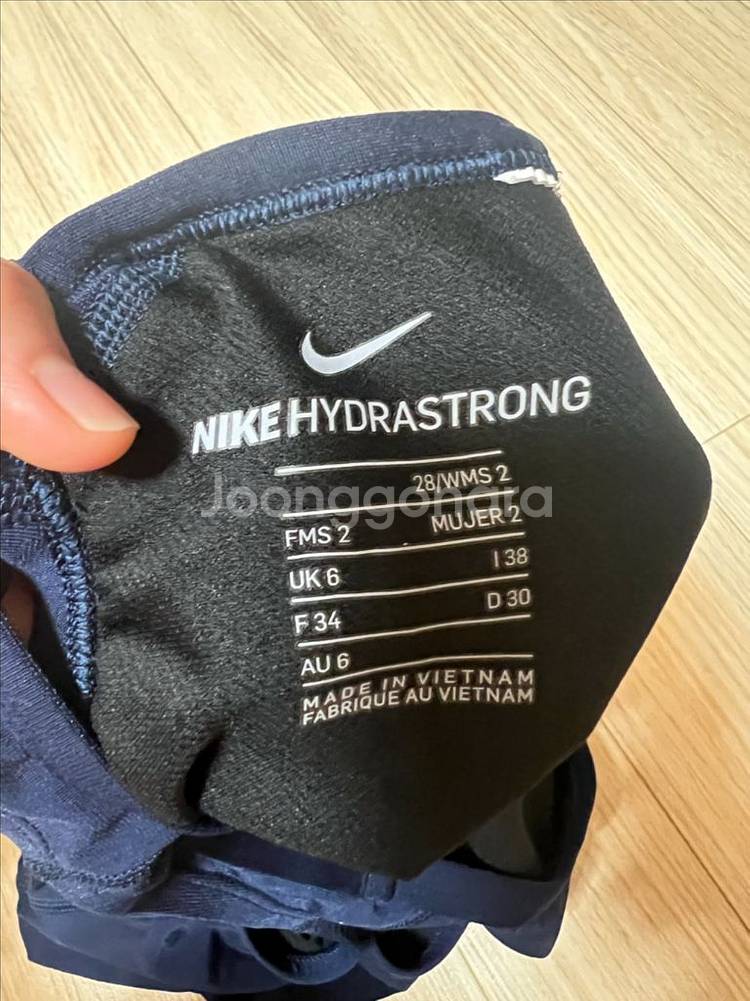 NIKE HYDRASTRONG
28/WMS 2
Joonggonara
FMS 2 MUJER 2
UK 6 I 38
F 34 D 30
AU 6
MADE IN VIETNAM
FABRIQUE AU VIETNAM